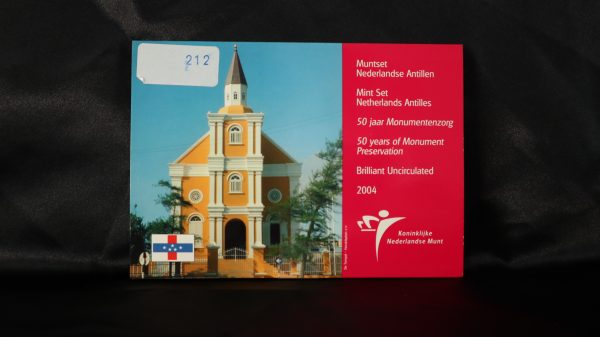 212
Muntset
Nederlandse Antillen
Mint Set
Netherlands Antilles
50 jaar Monumentenzorg
50 years of Monument
Preservation
Brilliant Uncirculated
2004
Koninklijke
Nederlandse Munt